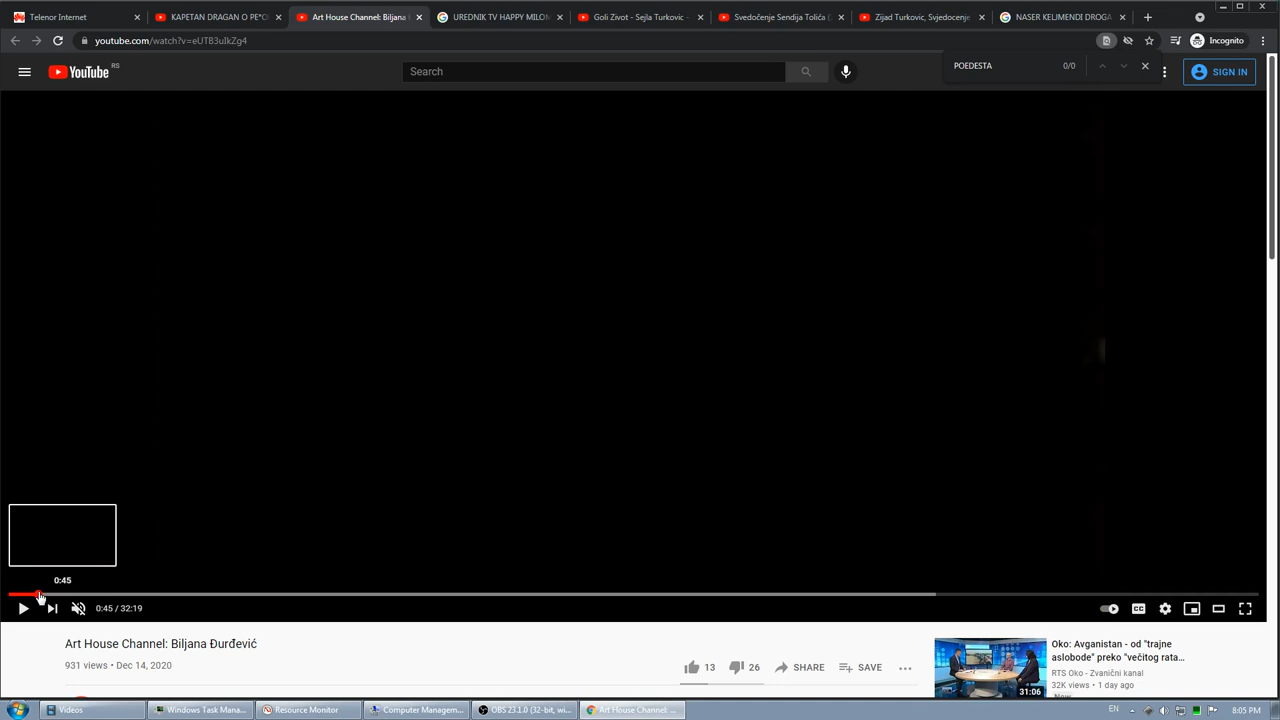 Telenor Internet
KAPETAN DRAGAN O PE*D
Art House Channel: Biljana
UREDNIK TV HAPPY MILOM
Goli Zivot - Sejla Turkovic -
Svedočenje Sendija Tolića (
Zijad Turkovic, Svjedocenje
NASER KELIMENDI DROGA
youtube.com/watch?v=eUTB3uIkZg4
Incognito
YouTube RS
Search
POEDESTA 0/0
SIGN IN
0:45
0:45 / 32:19
CC
Art House Channel: Biljana Đurđević
931 views • Dec 14, 2020
13
26
SHARE
SAVE
31:06
Oko: Avganistan - od "trajne
aslobode" preko "večitog rata...
RTS Oko - Zvanični kanal
32K views • 1 day ago
New
Videos
Windows Task Mana...
Resource Monitor
Computer Managem...
OBS 23.1.0 (32-bit, wi...
Art House Channel: ...
EN
8:05 PM